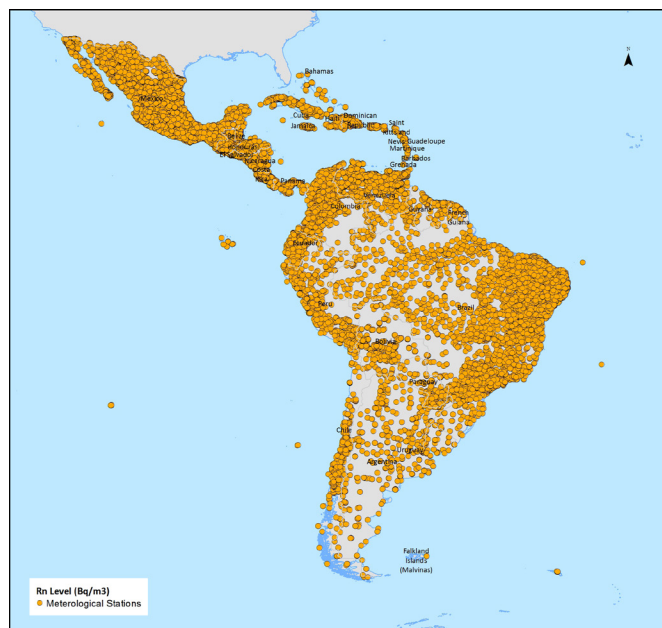 N
Bahamas
Mexico
Cuba
Haiti
Dominican
Republic
Jamaica
Saint
Kitts and
Nevis
Guadeloupe
Martinique
Barbados
Grenada
Belize
Honduras
El Salvador
Nicaragua
Costa
Rica
Panama
Venezuela
Colombia
Guyana
French
Guiana
Ecuador
Peru
Brazil
Bolivia
Paraguay
Chile
Uruguay
Argentina
Falkland
Islands
(Malvinas)
Rn Level (Bq/m3)
Meterological Stations